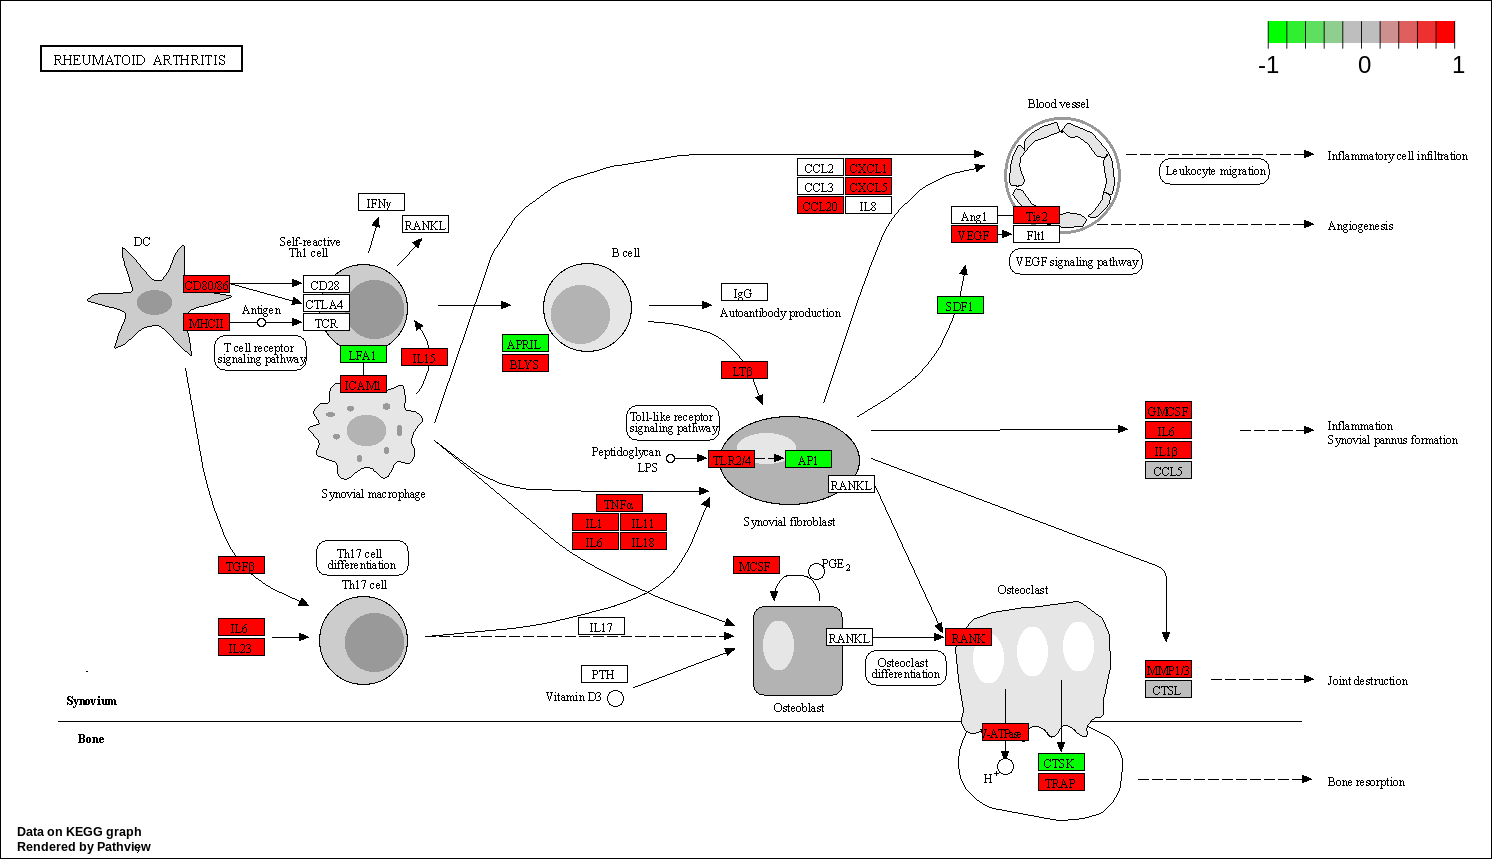 RHEUMATOID ARTHRITIS
-1 0 1
Blood vessel
Inflammatory cell infiltration
Leukocyte migration
CCL2 CXCL1
CCL3 CXCL5
CCL20 IL8
IFNγ
RANKL
Ang1 Tie2
VEGF Flt1
Angiogenesis
VEGF signaling pathway
DC
Self-reactive
Th1 cell
B cell
CD80/86
CD28
CTLA4
Antigen
MHCII
TCR
T cell receptor
signaling pathway
LFA1
IL15
ICAM1
IgG
Autoantibody production
SDF1
APRIL
BLYS
LTβ
Toll-like receptor
signaling pathway
Peptidoglycan
LPS
TLR2/4
AP1
RANKL
Synovial fibroblast
GMCSF
IL6
IL1β
CCL5
Inflammation
Synovial pannus formation
Synovial macrophage
TNFα
IL1 IL11
IL6 IL18
Th17 cell
differentiation
Th17 cell
TGFβ
IL6
IL23
MCSF
PGE2
IL17
PTH
Vitamin D3
RANKL
Osteoblast
RANK
Osteoclast
differentiation
Osteoclast
MMP1/3
CTSL
Joint destruction
Synovium
Bone
V-ATPase
H+
CTSK
TRAP
Bone resorption
Data on KEGG graph
Rendered by Pathview